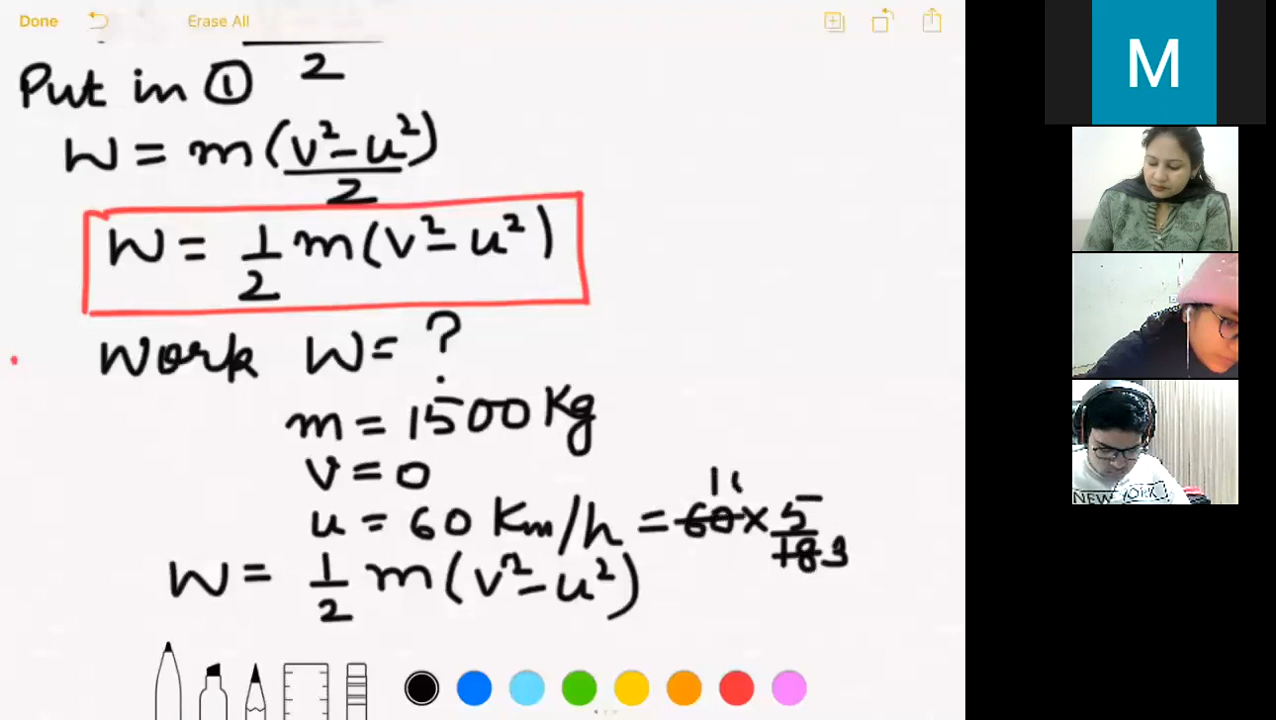 Done Erase All
2
Put in ①
W = m(v²-u²)
2
W = 1/2 m(v²-u²)
Work W = ?
m = 1500 Kg
v = 0
u = 60 Km/h = 60 × 5
18 3
W = 1/2 m(v²-u²)
M
NEW YORK